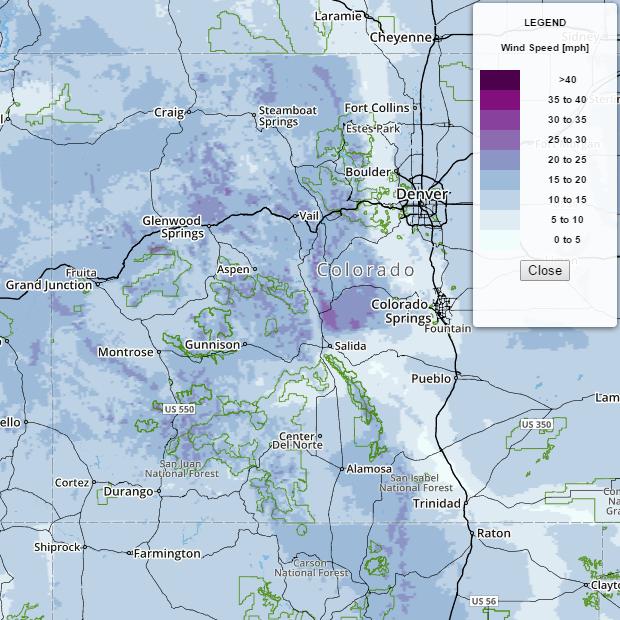 Laramie
LEGEND
Cheyenne
Sidney
Wind Speed [mph]
>40
35 to 40
30 to 35
25 to 30
20 to 25
15 to 20
10 to 15
5 to 10
0 to 5
Close
Craig
Steamboat
Springs
Fort Collins
Estes Park
Boulder
Denver
Glenwood
Springs
Vail
Fruita
Aspen
Colorado
Grand Junction
Colorado
Springs
Fountain
Montrose
Gunnison
Salida
Pueblo
US 550
US 350
Center
Del Norte
San Juan
National Forest
Alamosa
San Isabel
National Forest
Cortez
Durango
Trinidad
Raton
Shiprock
Farmington
Carson
National Forest
US 56